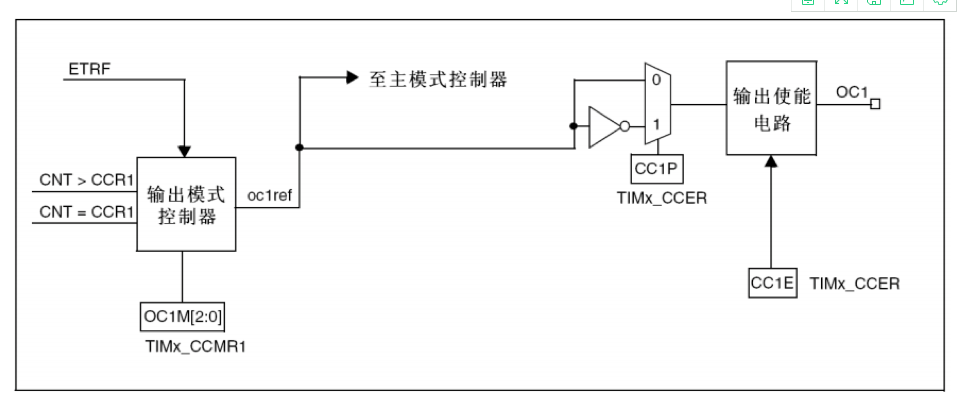 ETRF
至主模式控制器
0
1
输出使能
电路
OC1
CNT > CCR1
CNT = CCR1
输出模式
控制器
oc1ref
CC1P
TIMx_CCER
CC1E
TIMx_CCER
OC1M[2:0]
TIMx_CCMR1